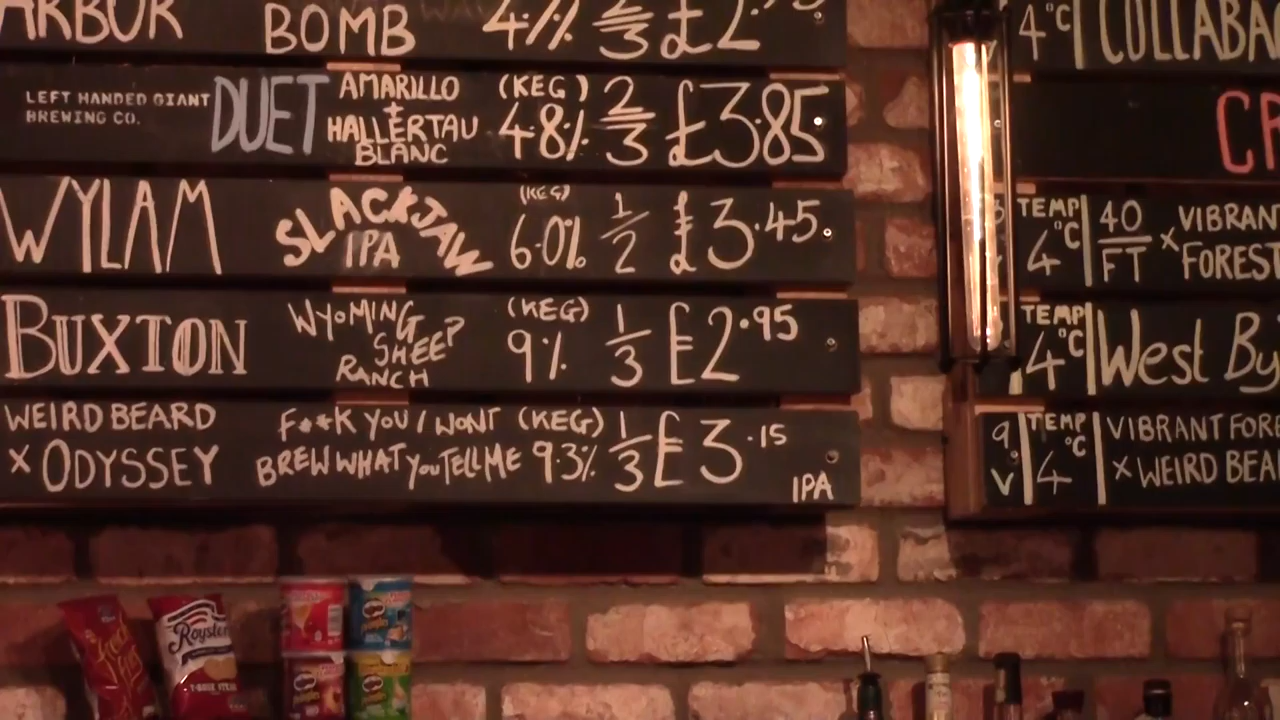 ARBOR BOMB 4.% 2/3 £2.
LEFT HANDED GIANT
BREWING CO.
DUET
AMARILLO
+
HALLERTAU
BLANC
(KEG)
4.8% 2/3 £3.85
WYLAM
SLACKJAW
IPA
(KEG)
6.0% 1/2 £3.45
BUXTON
WYOMING
SHEEP
RANCH
(KEG)
9% 1/3 £2.95
WEIRD BEARD
X ODYSSEY
F**K YOU I WONT
BREW WHAT YOU TELL ME
(KEG)
9.3% 1/3 £3.15
IPA
4°C
TEMP
4°C
40
FT
X
VIBRANT
FOREST
TEMP
4°C
West By
9.
V
TEMP
4°C
VIBRANT FORE
X WEIRD BEA
Royster
Pringles
Pringles
Pringles